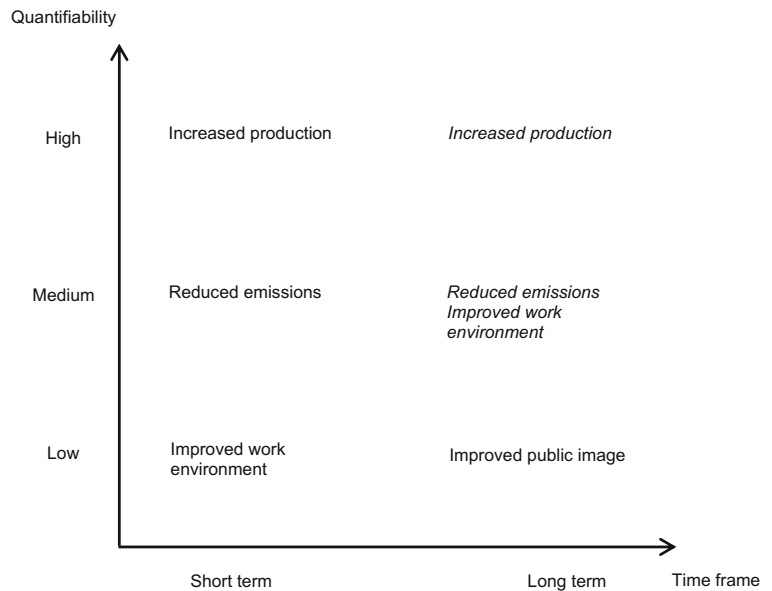 Quantifiability
High
Increased production
Increased production
Medium
Reduced emissions
Reduced emissions
Improved work
environment
Low
Improved work
environment
Improved public image
Short term
Long term
Time frame